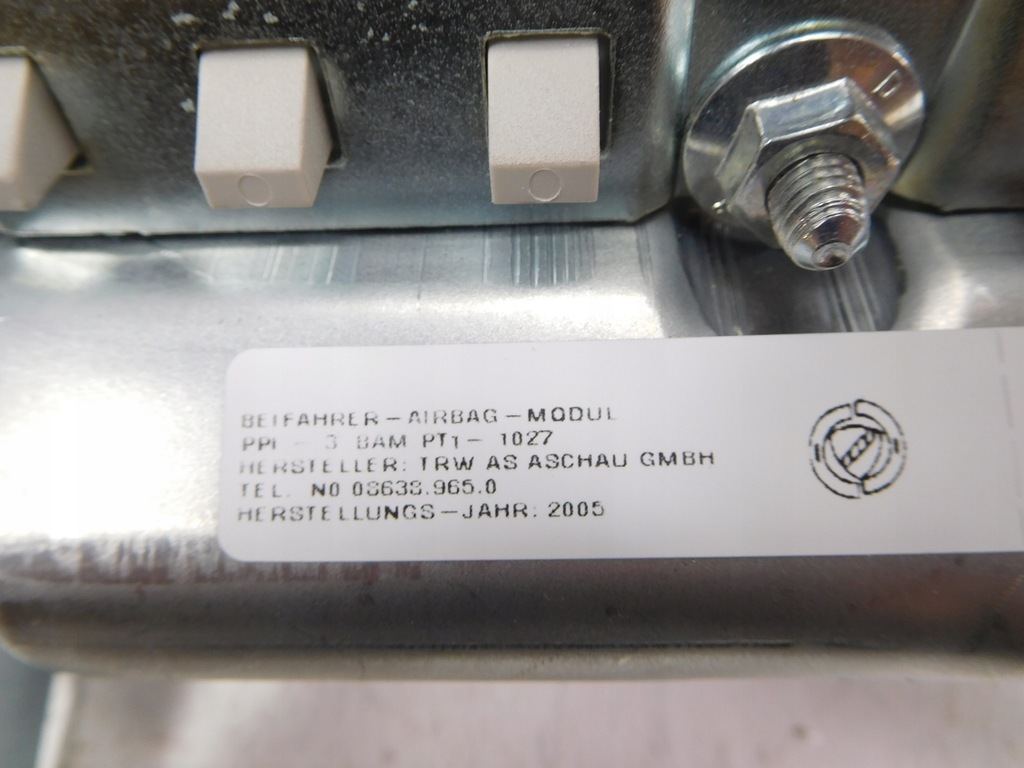 BEIFAHRER-AIRBAG-MODUL
PPI - 3 BAM PT1- 1027
HERSTELLER: TRW AS ASCHAU GMBH
TEL. NO 08638.965.0
HERSTELLUNGS-JAHR: 2005